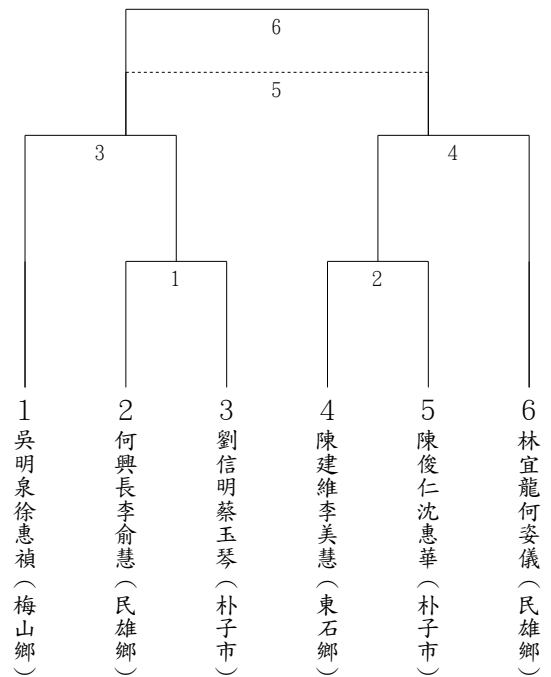 6
5
3
4
1
2
1
吳明泉徐惠禎（梅山鄉）
2
何興長李俞慧（民雄鄉）
3
劉信明蔡玉琴（朴子市）
4
陳建維李美慧（東石鄉）
5
陳俊仁沈惠華（朴子市）
6
林宜龍何姿儀（民雄鄉）